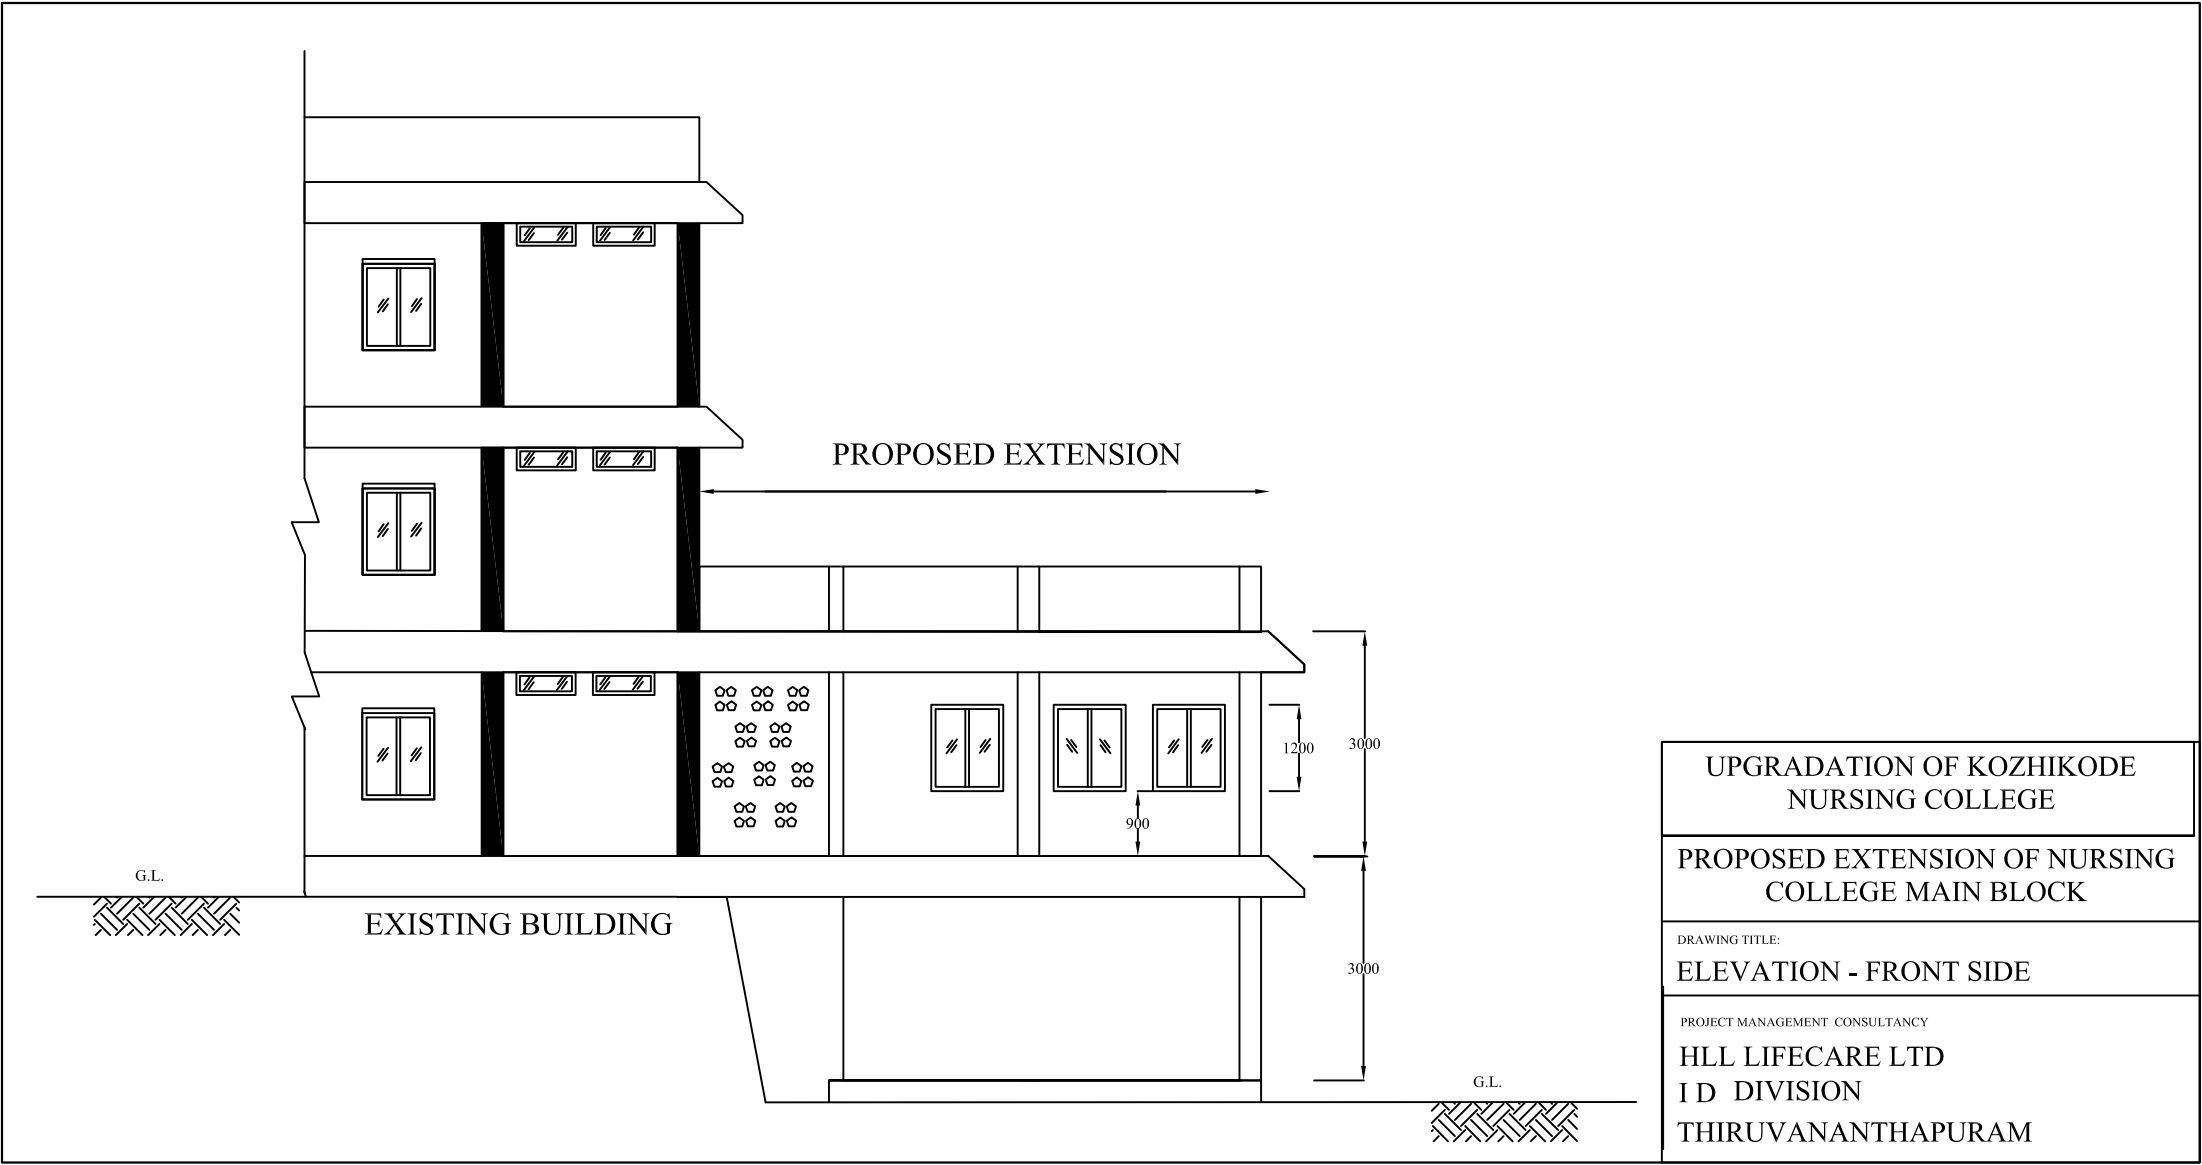 PROPOSED EXTENSION
1200
3000
900
G.L.
EXISTING BUILDING
3000
G.L.
UPGRADATION OF KOZHIKODE
NURSING COLLEGE
PROPOSED EXTENSION OF NURSING
COLLEGE MAIN BLOCK
DRAWING TITLE:
ELEVATION - FRONT SIDE
PROJECT MANAGEMENT CONSULTANCY
HLL LIFECARE LTD
I D DIVISION
THIRUVANANTHAPURAM